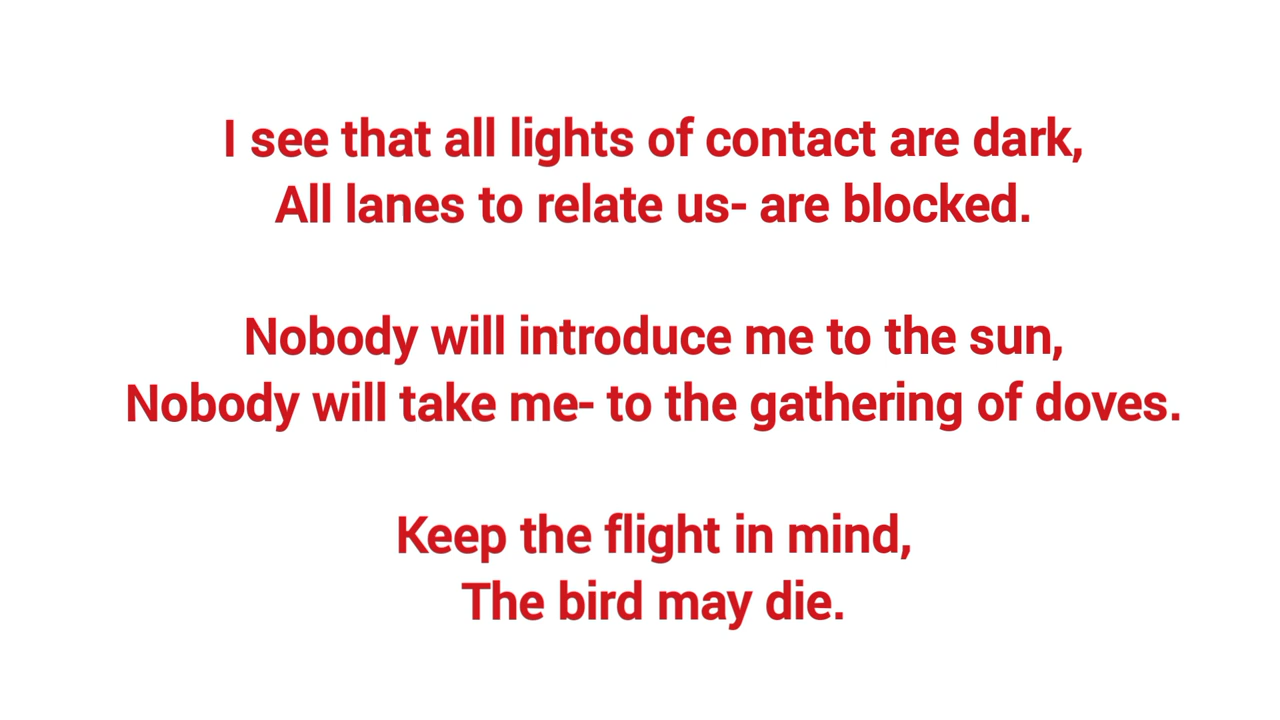 I see that all lights of contact are dark,
All lanes to relate us- are blocked.
Nobody will introduce me to the sun,
Nobody will take me- to the gathering of doves.
Keep the flight in mind,
The bird may die.